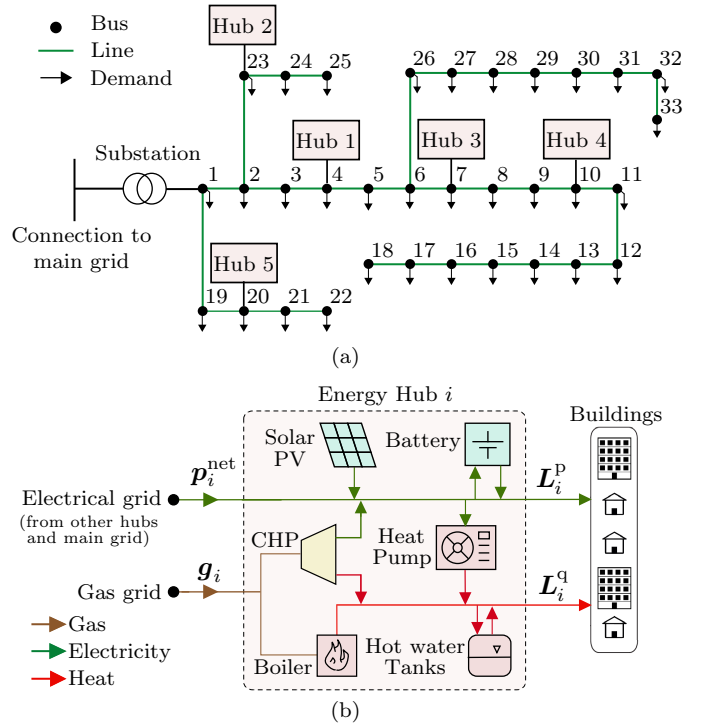 Bus
Line
Demand
Hub 2
23 24 25
26 27 28 29 30 31 32
33
Hub 1
Hub 3
Hub 4
Substation
1 2 3 4 5 6 7 8 9 10 11
Connection to
main grid
Hub 5
18 17 16 15 14 13 12
19 20 21 22
(a)
Energy Hub i
Solar
PV
Battery
Buildings
p_i^net
L_i^p
Electrical grid
(from other hubs
and main grid)
CHP
Heat
Pump
g_i
Gas grid
L_i^q
Gas
Electricity
Heat
Boiler
Hot water
Tanks
(b)